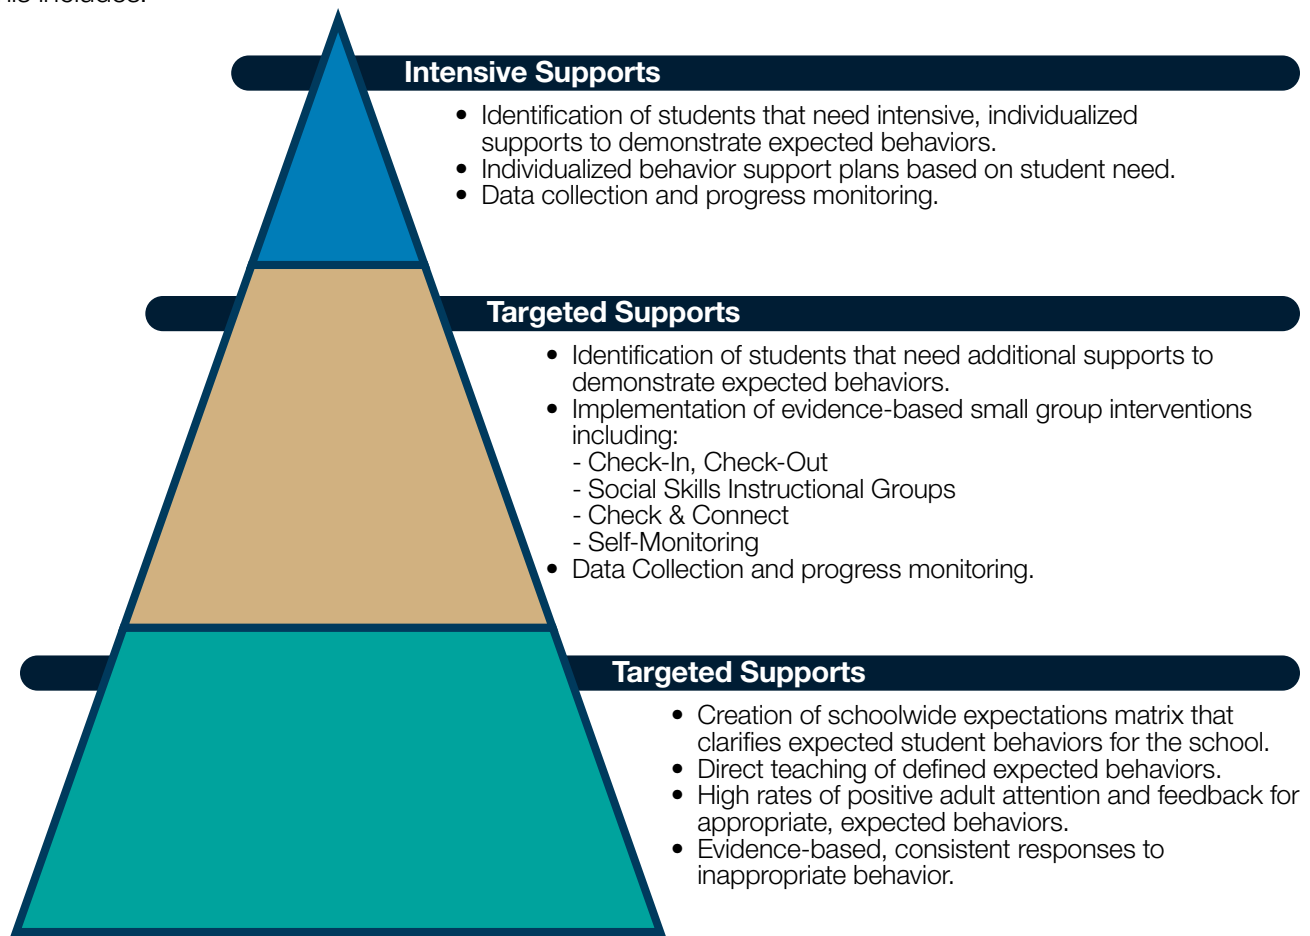 Intensive Supports
• Identification of students that need intensive, individualized
supports to demonstrate expected behaviors.
• Individualized behavior support plans based on student need.
• Data collection and progress monitoring.
Targeted Supports
• Identification of students that need additional supports to
demonstrate expected behaviors.
• Implementation of evidence-based small group interventions
including:
- Check-In, Check-Out
- Social Skills Instructional Groups
- Check & Connect
- Self-Monitoring
• Data Collection and progress monitoring.
Targeted Supports
• Creation of schoolwide expectations matrix that
clarifies expected student behaviors for the school.
• Direct teaching of defined expected behaviors.
• High rates of positive adult attention and feedback for
appropriate, expected behaviors.
• Evidence-based, consistent responses to
inappropriate behavior.